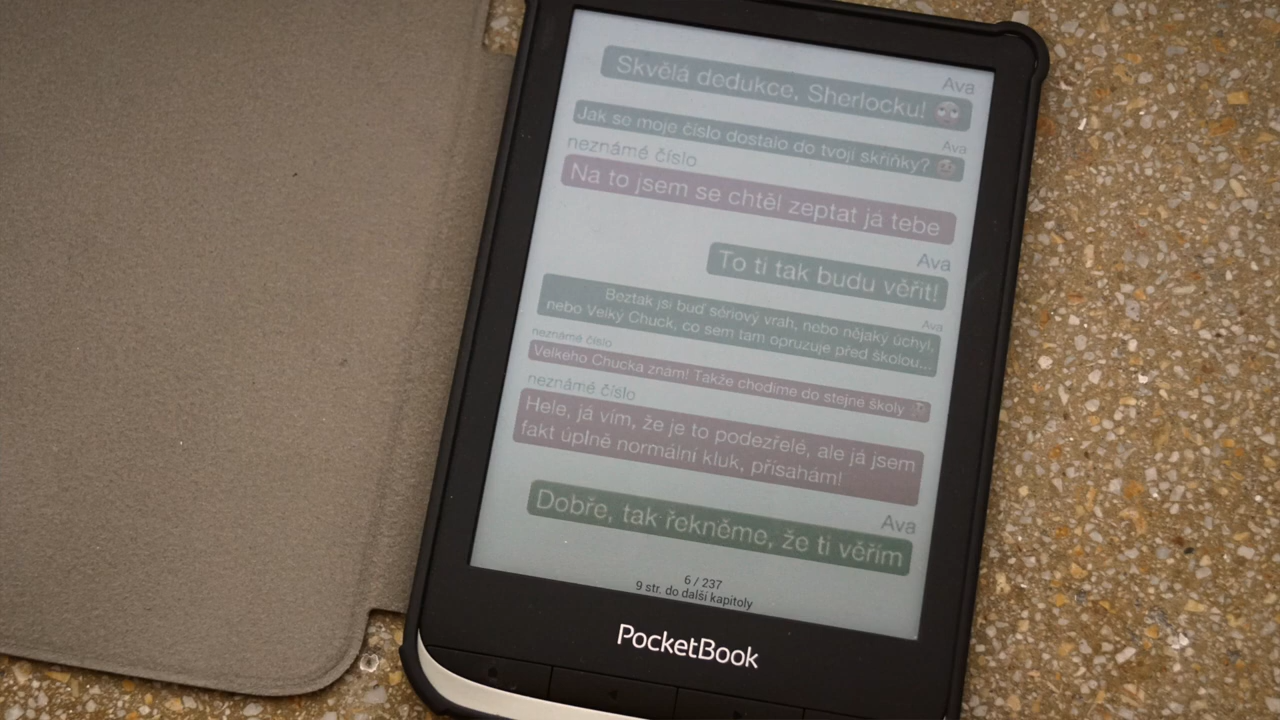 Ava
Skvělá dedukce, Sherlocku! 🙄
Ava
Jak se moje číslo dostalo do tvojí skříňky?
neznámé číslo
Na to jsem se chtěl zeptat já tebe
Ava
To ti tak budu věřit!
Ava
Beztak jsi buď sériový vrah, nebo nějaký úchyl,
nebo Velký Chuck, co sem tam opruzuje před školou...
neznámé číslo
Velkého Chucka znám! Takže chodíme do stejné školy
neznámé číslo
Hele, já vím, že je to podezřelé, ale já jsem
fakt úplně normální kluk, přísahám!
Ava
Dobře, tak řekněme, že ti věřím
6 / 237
9 str. do další kapitoly
PocketBook